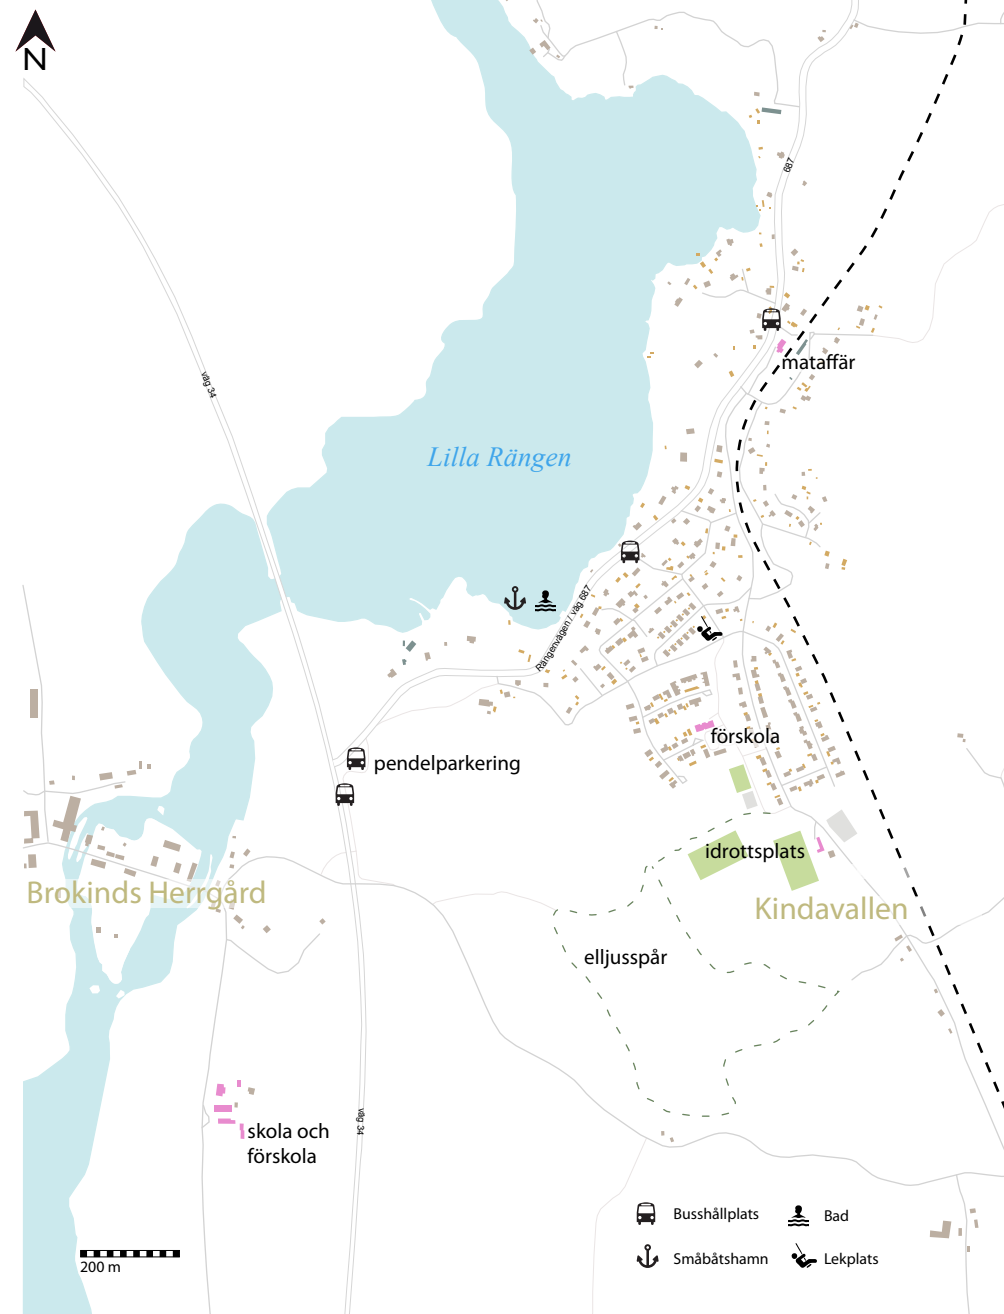 N
687
mataffär
väg 34
Lilla Rängen
Rängenvägen / väg 687
förskola
pendelparkering
idrottsplats
Brokinds Herrgård
Kindavallen
elljusspår
väg 34
skola och
förskola
Busshållplats
Bad
Småbåtshamn
Lekplats
200 m